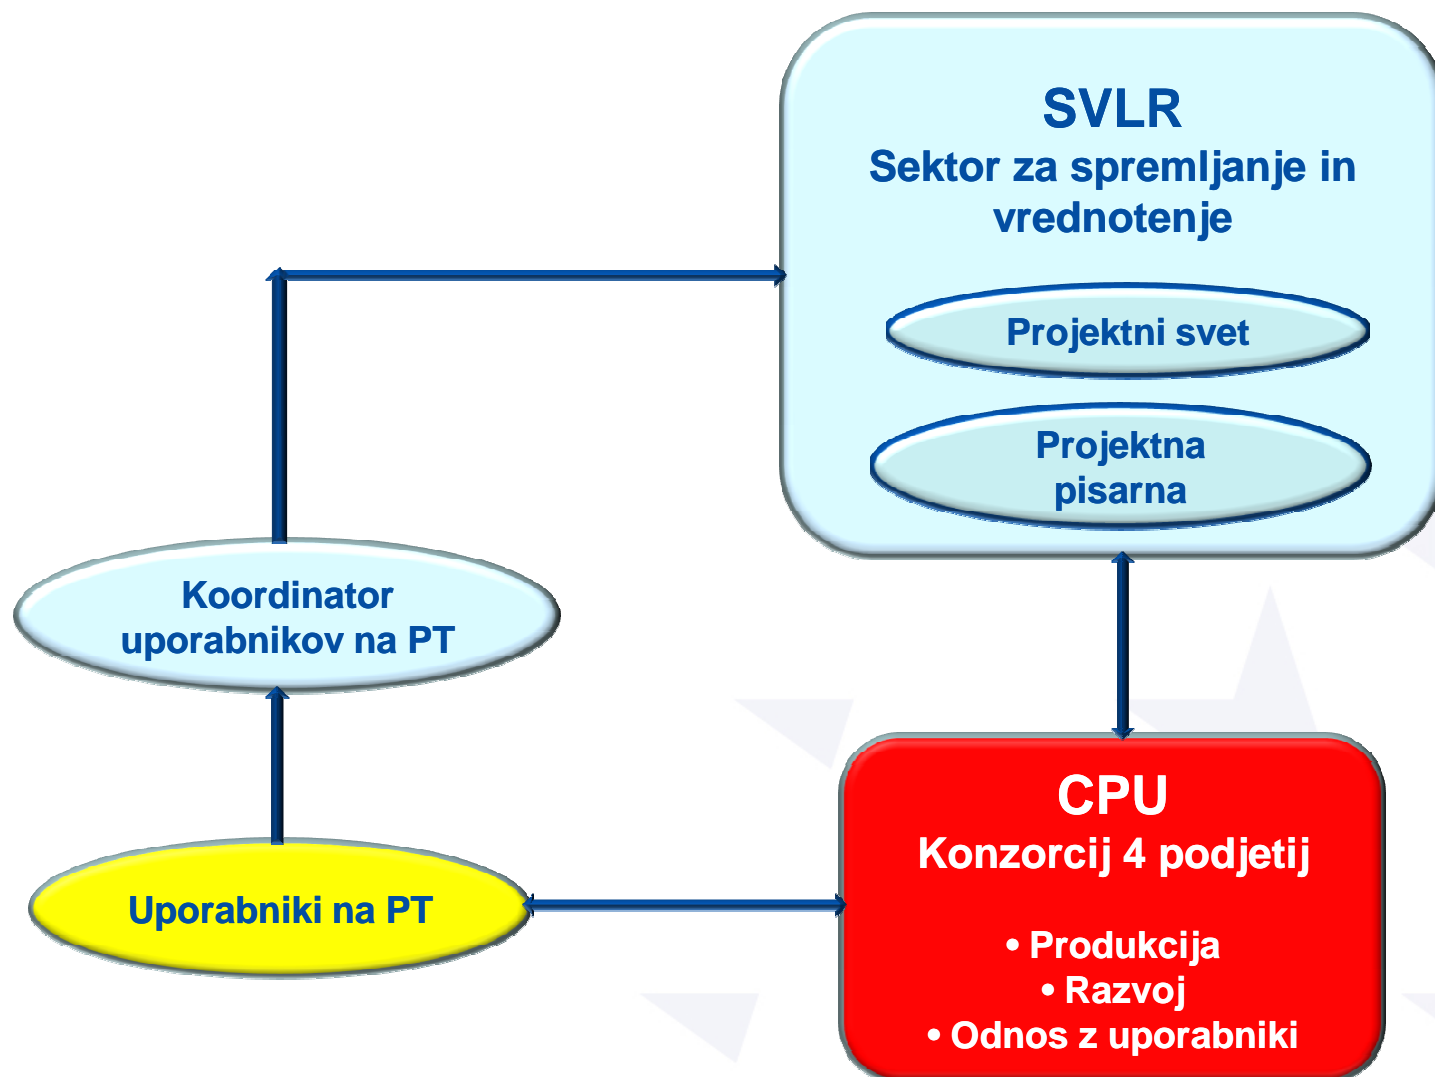 SVLR
Sektor za spremljanje in
vrednotenje
Projektni svet
Projektna
pisarna
Koordinator
uporabnikov na PT
Uporabniki na PT
CPU
Konzorcij 4 podjetij
• Produkcija
• Razvoj
• Odnos z uporabniki